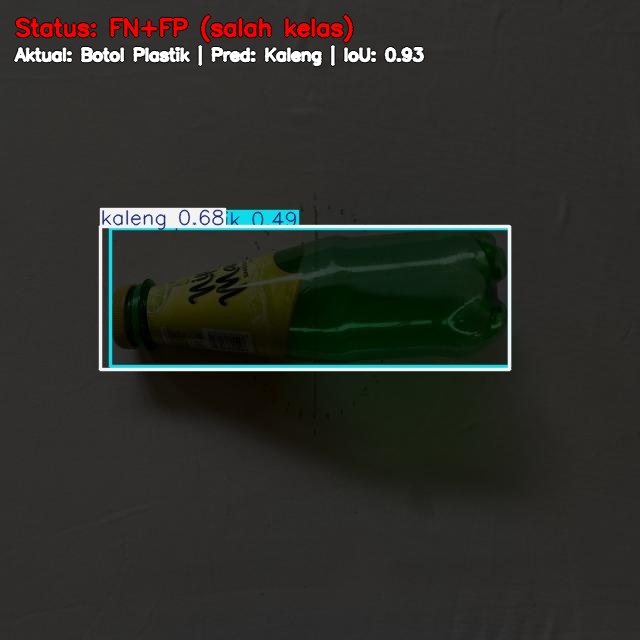 Status: FN+FP (salah kelas)
Aktual: Botol Plastik | Pred: Kaleng | IoU: 0.93
kaleng 0.68 k 0.49